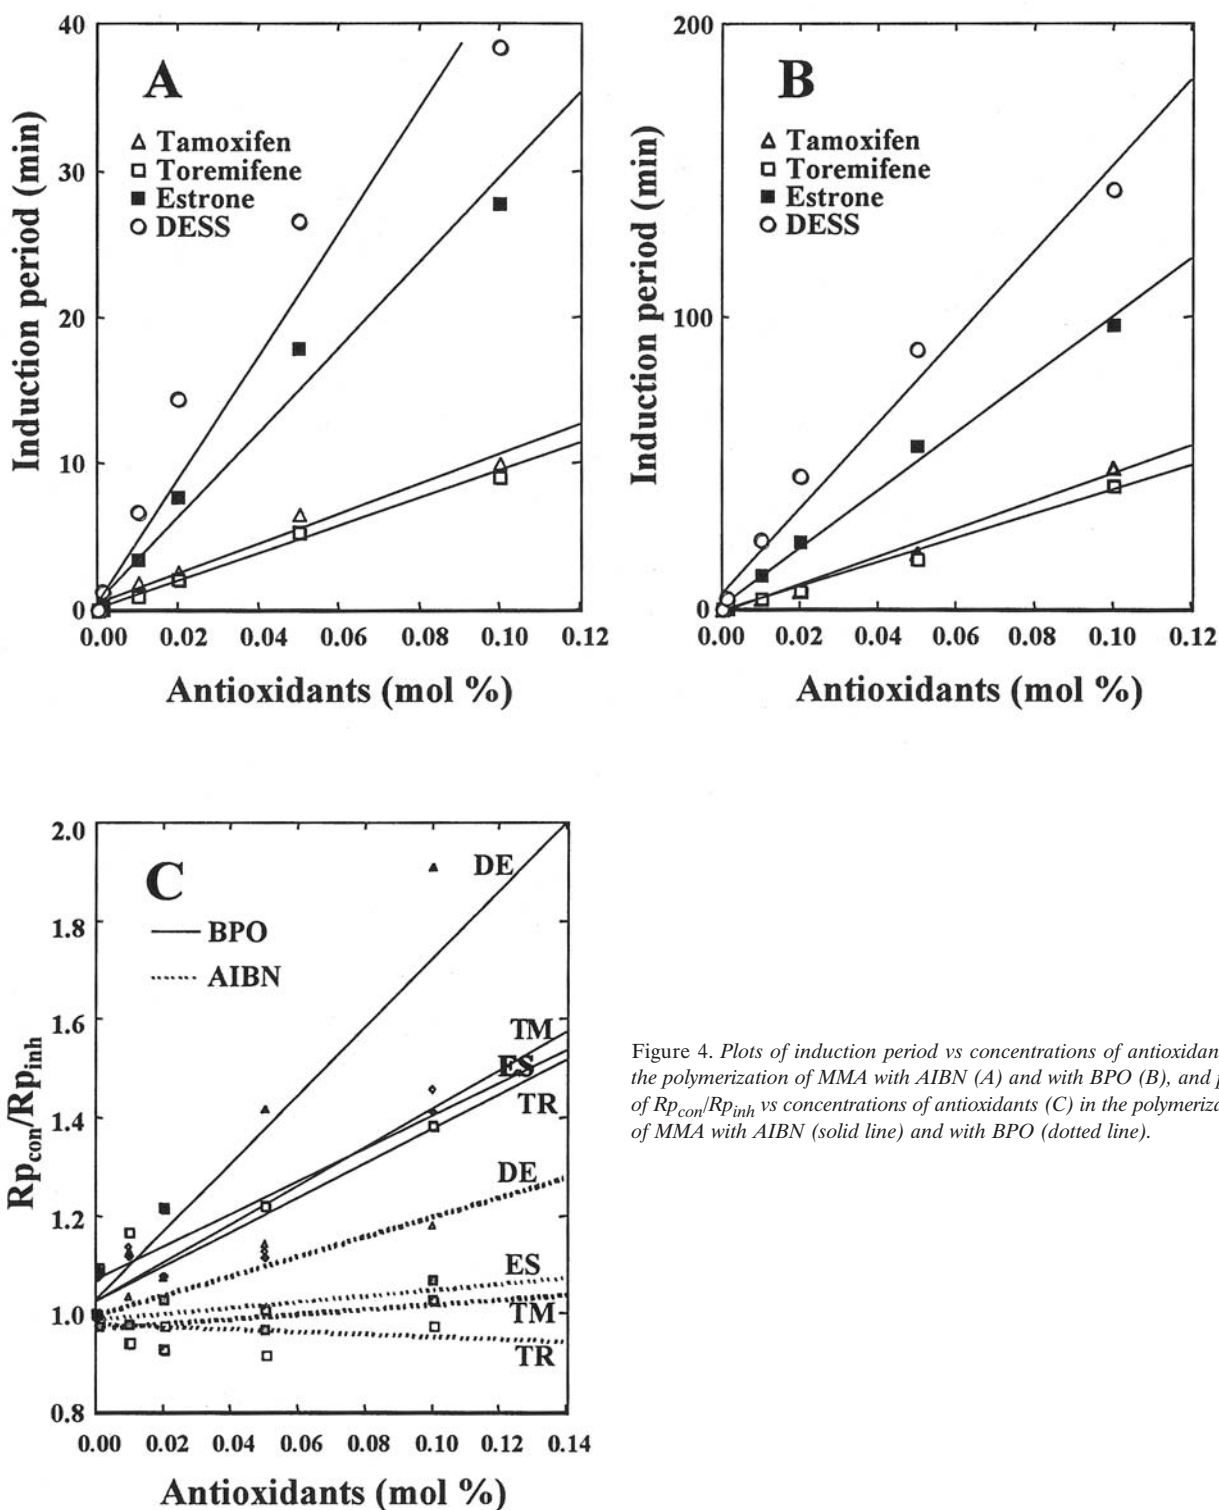 A
Tamoxifen
Toremifene
Estrone
DESS
Induction period (min)
40
30
20
10
0
0.00 0.02 0.04 0.06 0.08 0.10 0.12
Antioxidants (mol %)
B
Tamoxifen
Toremifene
Estrone
DESS
Induction period (min)
200
100
0
0.00 0.02 0.04 0.06 0.08 0.10 0.12
Antioxidants (mol %)
C
BPO
AIBN
DE
TM
ES
TR
DE
ES
TM
TR
Rpcon/Rpinh
2.0
1.8
1.6
1.4
1.2
1.0
0.8
0.00 0.02 0.04 0.06 0.08 0.10 0.12 0.14
Antioxidants (mol %)
Figure 4. Plots of induction period vs concentrations of antioxidan
the polymerization of MMA with AIBN (A) and with BPO (B), and
of Rpcon/Rpinh vs concentrations of antioxidants (C) in the polymeriza
of MMA with AIBN (solid line) and with BPO (dotted line).